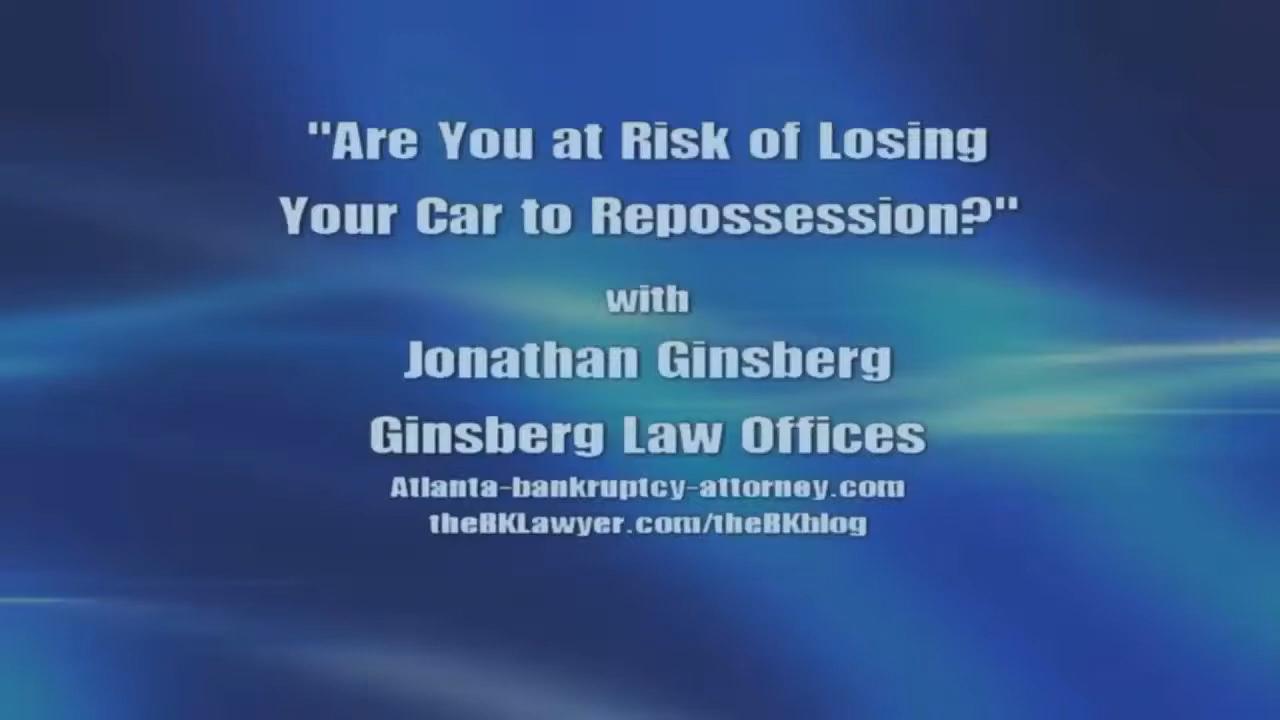 "Are You at Risk of Losing
Your Car to Repossession?"
with
Jonathan Ginsberg
Ginsberg Law Offices
Atlanta-bankruptcy-attorney.com
theBKLawyer.com/theBKblog